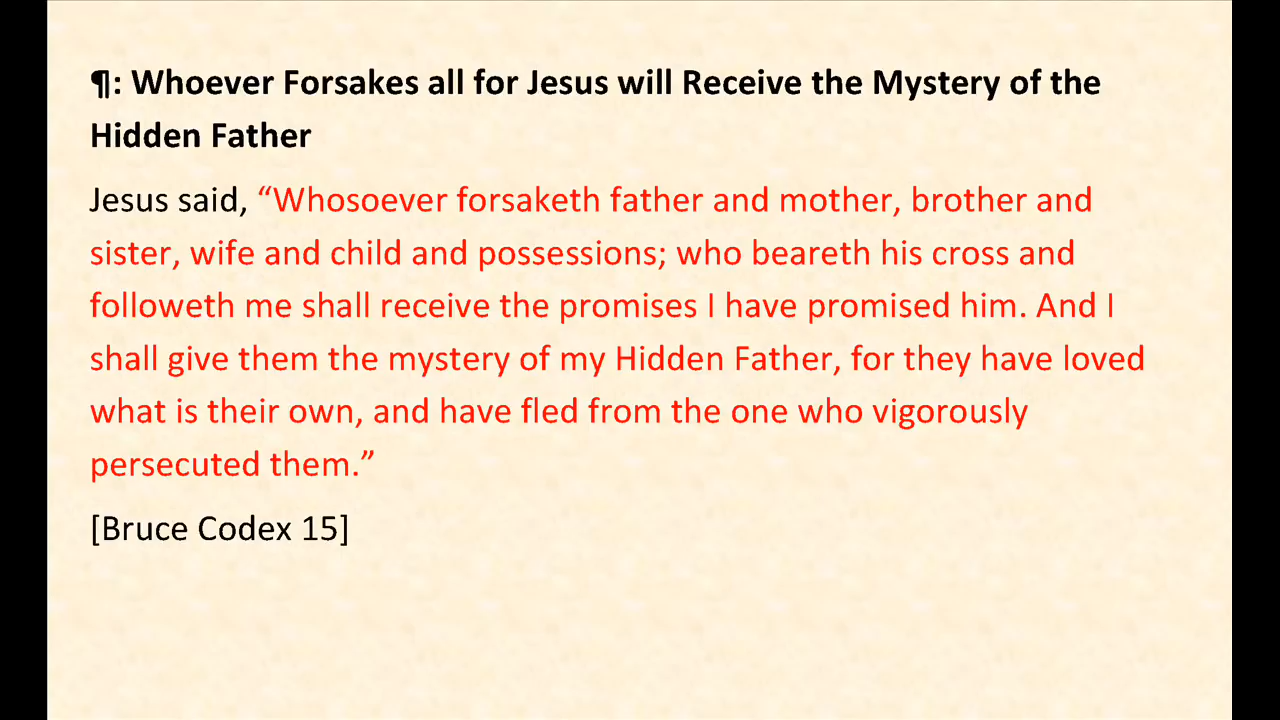 ¶: Whoever Forsakes all for Jesus will Receive the Mystery of the
Hidden Father
Jesus said, “Whosoever forsaketh father and mother, brother and
sister, wife and child and possessions; who beareth his cross and
followeth me shall receive the promises I have promised him. And I
shall give them the mystery of my Hidden Father, for they have loved
what is their own, and have fled from the one who vigorously
persecuted them.”
[Bruce Codex 15]